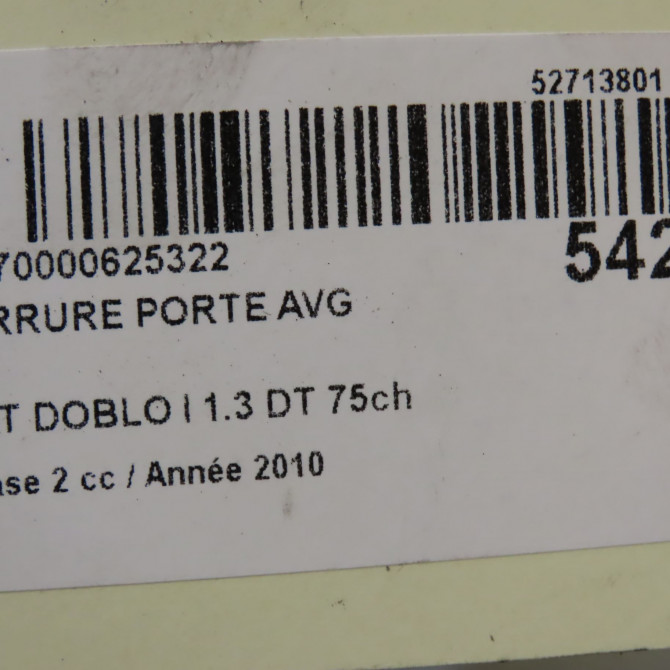 52713801
70000625322
542
RRURE PORTE AVG
T DOBLO I 1.3 DT 75ch
ase 2 cc / Année 2010